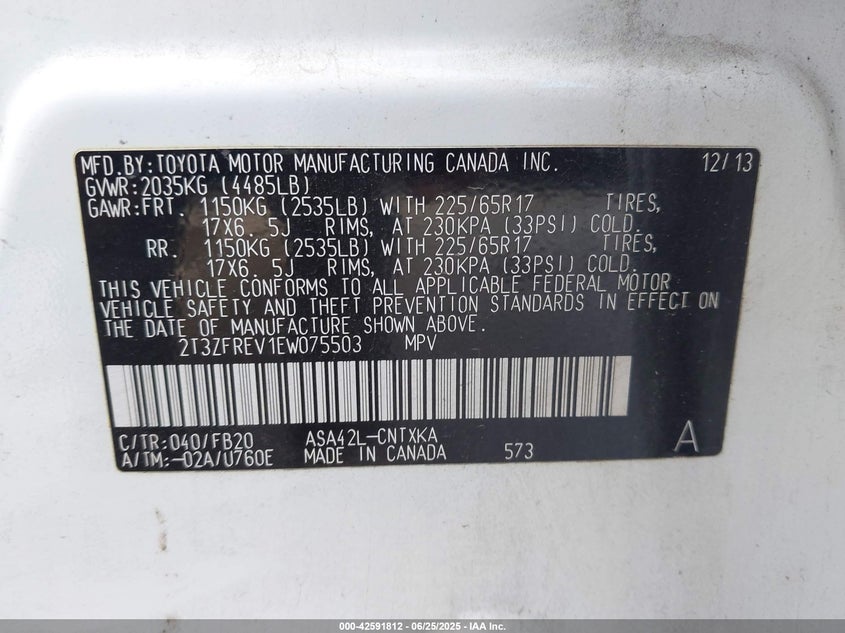 MFD.BY:TOYOTA MOTOR MANUFACTURING CANADA INC. 12/13
GVWR:2035KG (4485LB)
GAWR:FRT. 1150KG (2535LB) WITH 225/65R17 TIRES,
17X6.5J RIMS, AT 230KPA (33PSI) COLD.
RR. 1150KG (2535LB) WITH 225/65R17 TIRES,
17X6.5J RIMS, AT 230KPA (33PSI) COLD.
THIS VEHICLE CONFORMS TO ALL APPLICABLE FEDERAL MOTOR
VEHICLE SAFETY AND THEFT PREVENTION STANDARDS IN EFFECT ON
THE DATE OF MANUFACTURE SHOWN ABOVE.
2T3ZFREV1EW075503 MPV
C/TR:040/FB20 ASA42L-CNTXKA
A/TM:-02A/U760E MADE IN CANADA 573 A
000-42591812 - 06/25/2025 - IAA Inc.